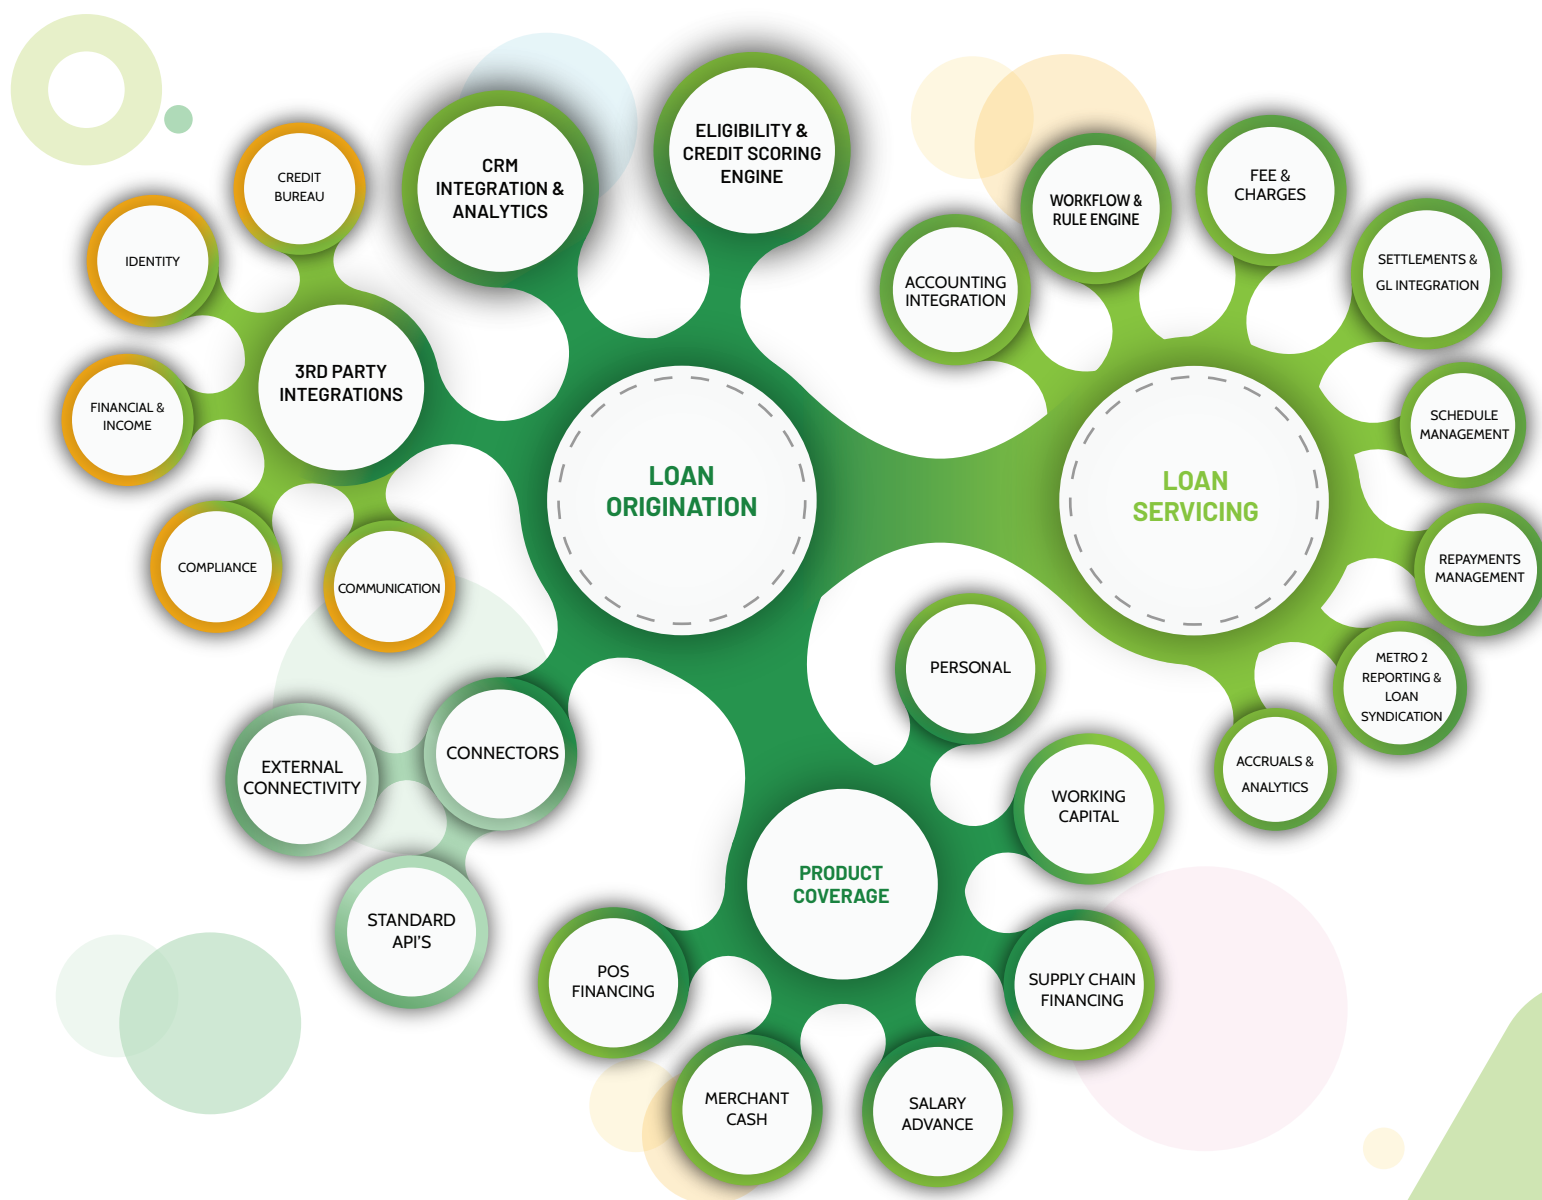 CREDIT
BUREAU
IDENTITY
FINANCIAL &
INCOME
COMPLIANCE
COMMUNICATION
3RD PARTY
INTEGRATIONS
CRM
INTEGRATION &
ANALYTICS
ELIGIBILITY &
CREDIT SCORING
ENGINE
LOAN
ORIGINATION
ACCOUNTING
INTEGRATION
WORKFLOW &
RULE ENGINE
FEE &
CHARGES
SETTLEMENTS &
GL INTEGRATION
SCHEDULE
MANAGEMENT
REPAYMENTS
MANAGEMENT
METRO 2
REPORTING &
LOAN
SYNDICATION
ACCRUALS &
ANALYTICS
LOAN
SERVICING
EXTERNAL
CONNECTIVITY
CONNECTORS
STANDARD
API'S
PERSONAL
WORKING
CAPITAL
PRODUCT
COVERAGE
SUPPLY CHAIN
FINANCING
POS
FINANCING
MERCHANT
CASH
SALARY
ADVANCE